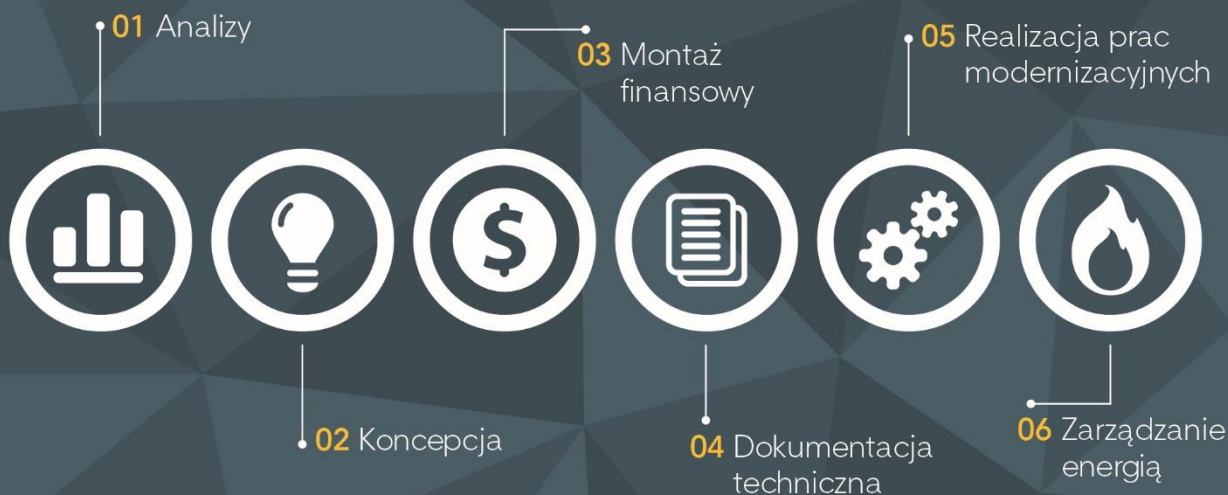 01 Analizy
02 Koncepcja
03 Montaż
finansowy
04 Dokumentacja
techniczna
05 Realizacja prac
modernizacyjnych
06 Zarządzanie
energią